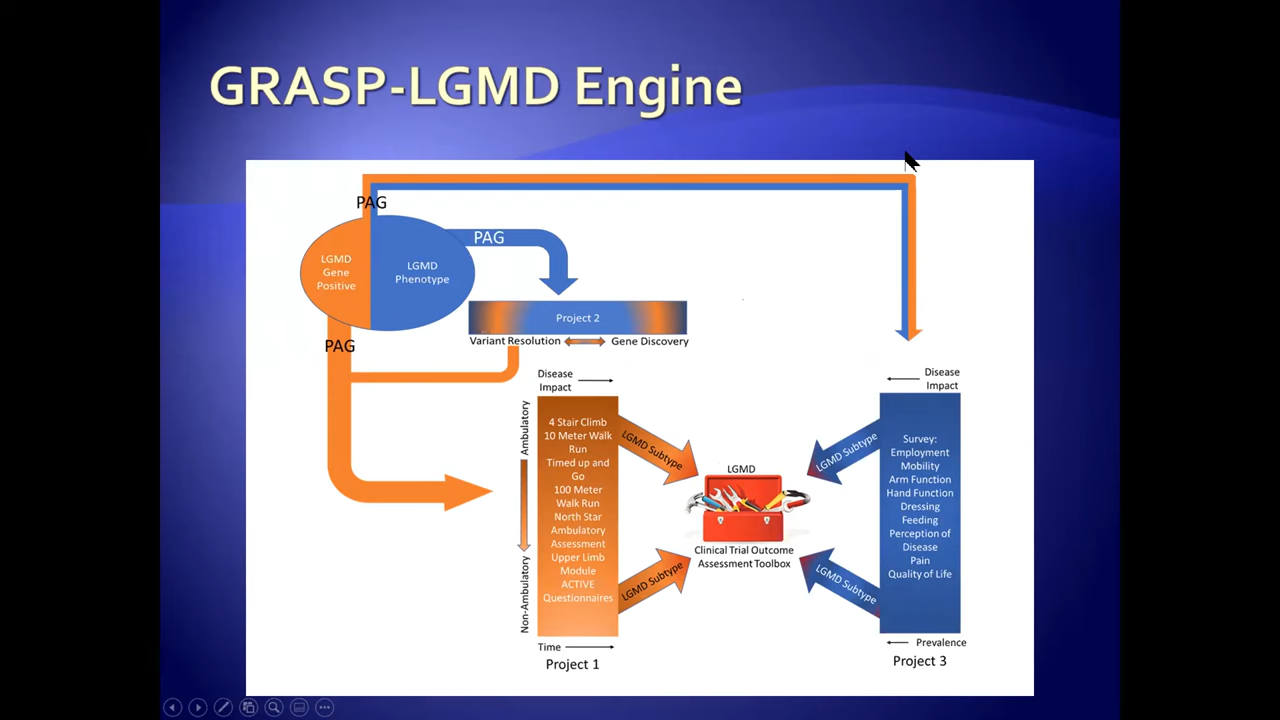 GRASP-LGMD Engine
PAG
PAG
LGMD
Gene
Positive
LGMD
Phenotype
PAG
Project 2
Variant Resolution
Gene Discovery
Disease
Impact
Ambulatory
Non-Ambulatory
4 Stair Climb
10 Meter Walk
Run
Timed up and
Go
100 Meter
Walk Run
North Star
Ambulatory
Assessment
Upper Limb
Module
ACTIVE
Questionnaires
Time
Project 1
LGMD Subtype
LGMD Subtype
LGMD
Clinical Trial Outcome
Assessment Toolbox
LGMD Subtype
LGMD Subtype
Disease
Impact
Survey:
Employment
Mobility
Arm Function
Hand Function
Dressing
Feeding
Perception of
Disease
Pain
Quality of Life
Prevalence
Project 3